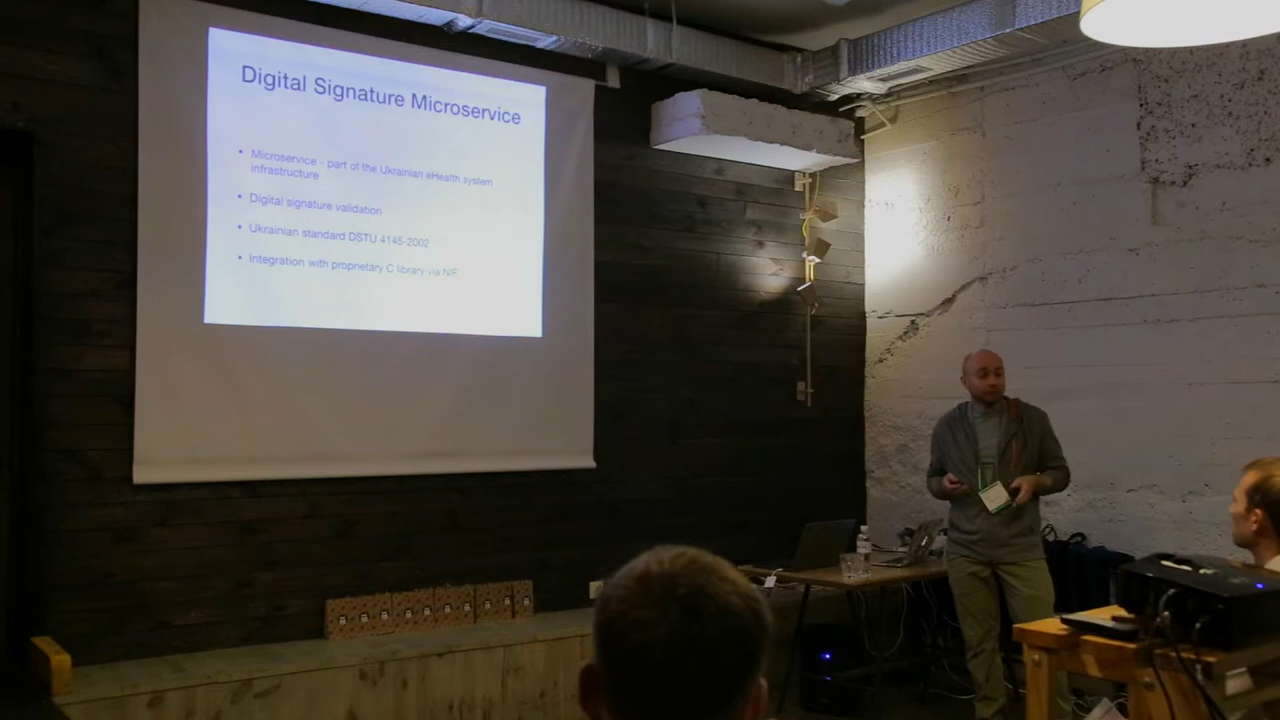 Digital Signature Microservice
• Microservice - part of the Ukrainian eHealth system
infrastructure
• Digital signature validation
• Ukrainian standard DSTU 4145-2002
• Integration with proprietary C library via NIF